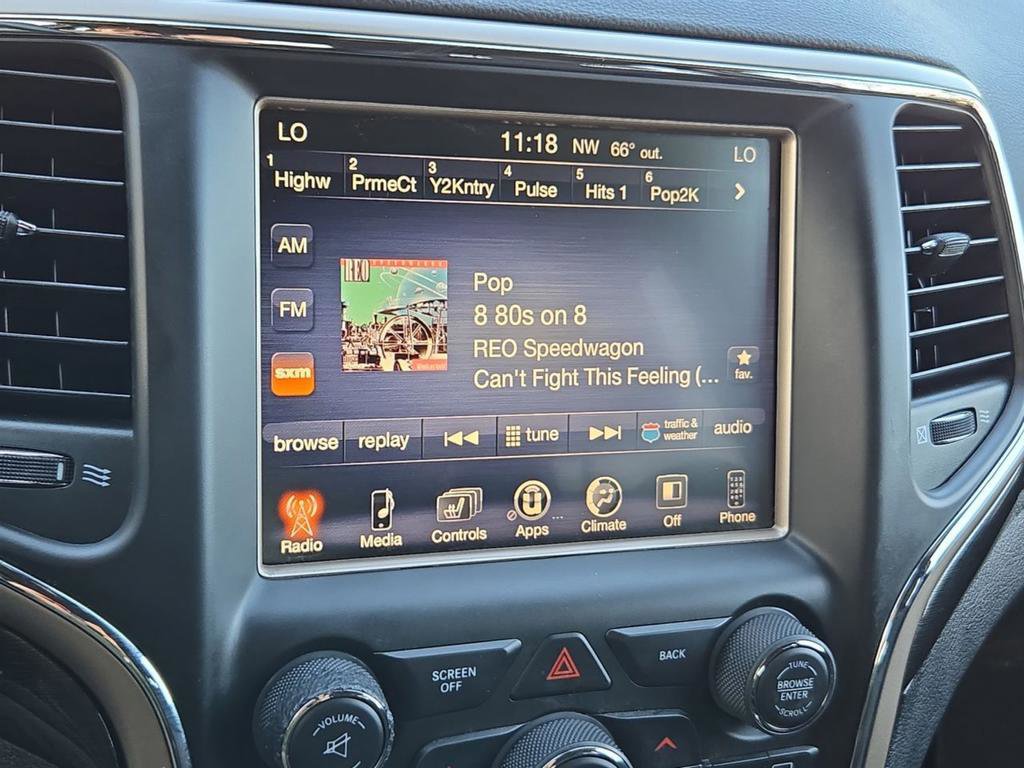 LO 11:18 NW 66° out. LO
1 Highw 2 PrmeCt 3 Y2Kntry 4 Pulse 5 Hits 1 6 Pop2K
AM
FM
sxm
REO
Pop
8 80s on 8
REO Speedwagon
Can't Fight This Feeling (...
fav.
browse replay tune traffic & weather audio
Radio Media Controls Apps ... Climate Off Phone
SCREEN
OFF
BACK
VOLUME
TUNE
BROWSE
ENTER
SCROLL